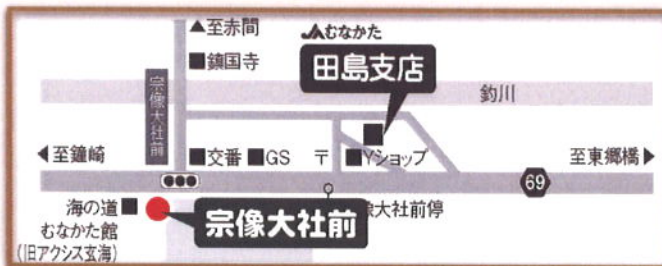 ▲至赤間
JAむなかた
■鎮国寺
田島支店
釣川
宗像大社前
◀至鐘崎
■交番 ■GS 〒 ■Yショップ
至東郷橋▶
69
海の道■
むなかた館
(旧アクシス玄海)
宗像大社前
像大社前停